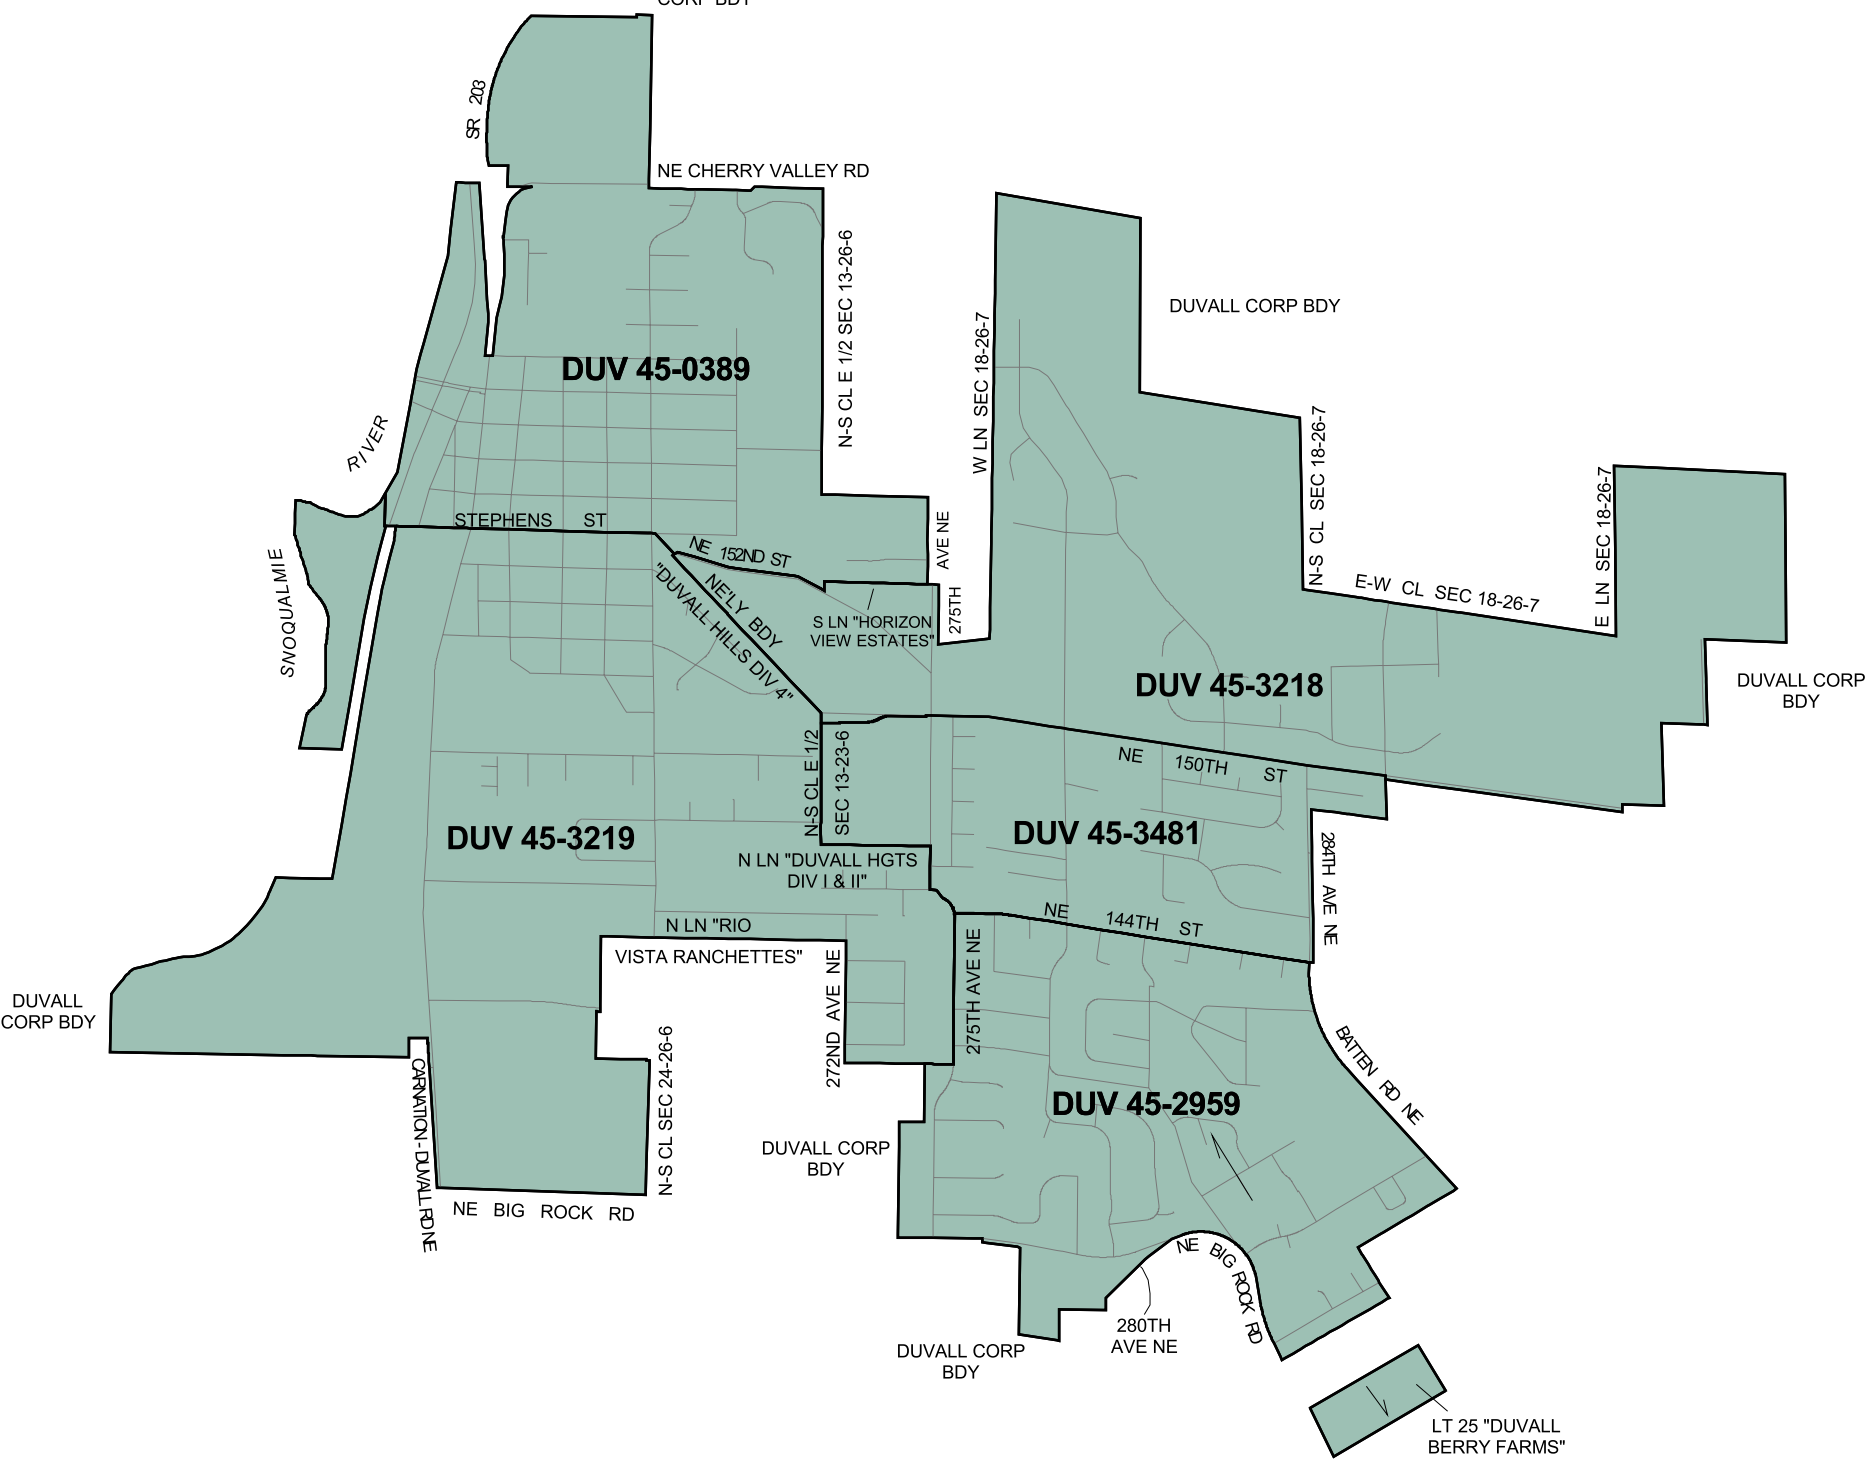 CORP BDY
SR 203
NE CHERRY VALLEY RD
N-S CL E 1/2 SEC 13-26-6
W LN SEC 18-26-7
DUVALL CORP BDY
DUV 45-0389
RIVER
N-S CL SEC 18-26-7
E LN SEC 18-26-7
STEPHENS ST
AVE NE
275TH
NE 152ND ST
SNOQUALMIE
NE'LY BDY
"DUVALL HILLS DIV 4"
S LN "HORIZON
VIEW ESTATES"
E-W CL SEC 18-26-7
DUV 45-3218
DUVALL CORP
BDY
N-S CL E 1/2
SEC 13-23-6
NE 150TH ST
DUV 45-3219
DUV 45-3481
284TH AVE NE
N LN "DUVALL HGTS
DIV I & II"
NE 144TH ST
N LN "RIO
VISTA RANCHETTES"
272ND AVE NE
275TH AVE NE
DUVALL
CORP BDY
CARNATION-DUVALL RD NE
N-S CL SEC 24-26-6
BATTEN RD NE
DUV 45-2959
DUVALL CORP
BDY
NE BIG ROCK RD
NE BIG ROCK RD
280TH
AVE NE
DUVALL CORP
BDY
LT 25 "DUVALL
BERRY FARMS"